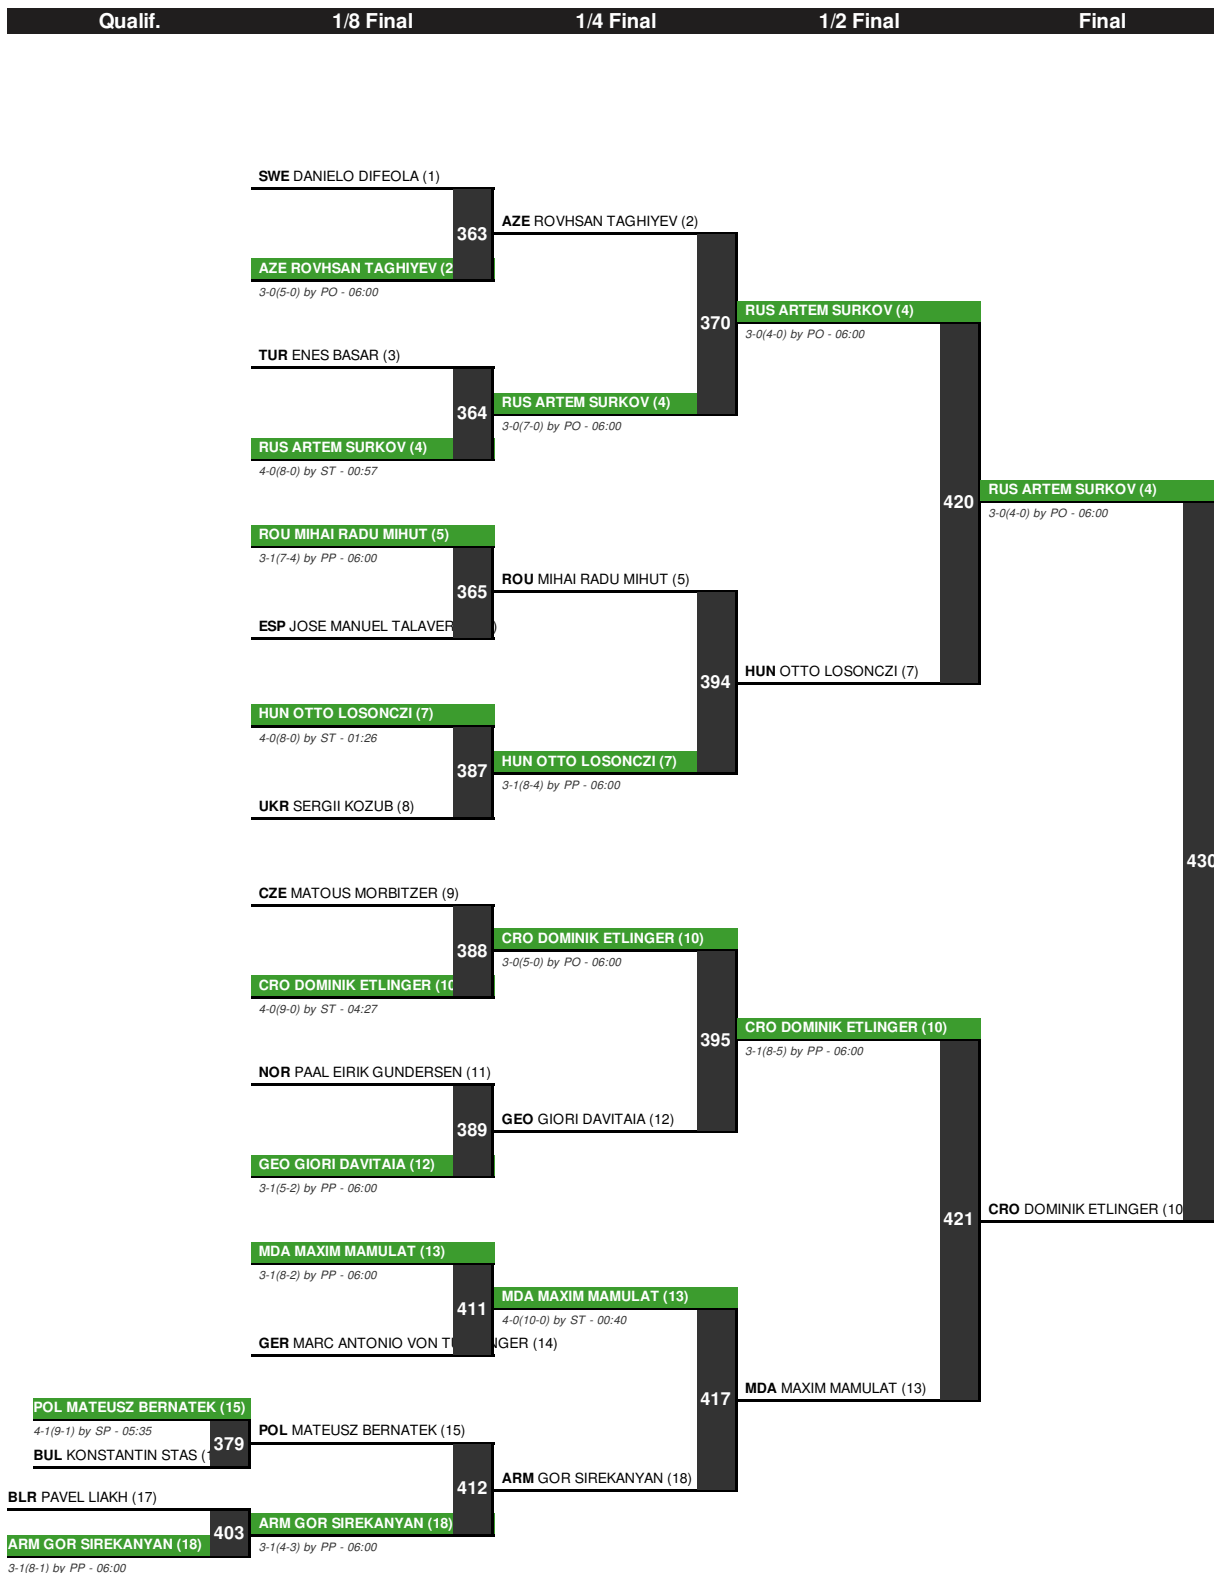 Qualif. 1/8 Final 1/4 Final 1/2 Final Final
SWE DANIELO DIFEOLA (1)
AZE ROVHSAN TAGHIYEV (2)
363
AZE ROVHSAN TAGHIYEV (2
3-0(5-0) by PO - 06:00
RUS ARTEM SURKOV (4)
370
3-0(4-0) by PO - 06:00
TUR ENES BASAR (3)
RUS ARTEM SURKOV (4)
364
3-0(7-0) by PO - 06:00
RUS ARTEM SURKOV (4)
4-0(8-0) by ST - 00:57
RUS ARTEM SURKOV (4)
420
3-0(4-0) by PO - 06:00
ROU MIHAI RADU MIHUT (5)
3-1(7-4) by PP - 06:00
ROU MIHAI RADU MIHUT (5)
365
ESP JOSE MANUEL TALAVER )
HUN OTTO LOSONCZI (7)
394
HUN OTTO LOSONCZI (7)
4-0(8-0) by ST - 01:26
HUN OTTO LOSONCZI (7)
387
3-1(8-4) by PP - 06:00
UKR SERGII KOZUB (8)
430
CZE MATOUS MORBITZER (9)
CRO DOMINIK ETLINGER (10)
388
3-0(5-0) by PO - 06:00
CRO DOMINIK ETLINGER (10
4-0(9-0) by ST - 04:27
CRO DOMINIK ETLINGER (10)
395
3-1(8-5) by PP - 06:00
NOR PAAL EIRIK GUNDERSEN (11)
GEO GIORI DAVITAIA (12)
389
GEO GIORI DAVITAIA (12)
3-1(5-2) by PP - 06:00
CRO DOMINIK ETLINGER (10
421
MDA MAXIM MAMULAT (13)
3-1(8-2) by PP - 06:00
MDA MAXIM MAMULAT (13)
411
4-0(10-0) by ST - 00:40
GER MARC ANTONIO VON NGER (14)
MDA MAXIM MAMULAT (13)
417
POL MATEUSZ BERNATEK (15)
4-1(9-1) by SP - 05:35
POL MATEUSZ BERNATEK (15)
379
BUL KONSTANTIN STAS
ARM GOR SIREKANYAN (18)
412
BLR PAVEL LIAKH (17)
ARM GOR SIREKANYAN (18)
403
3-1(4-3) by PP - 06:00
ARM GOR SIREKANYAN (18)
3-1(8-1) by PP - 06:00